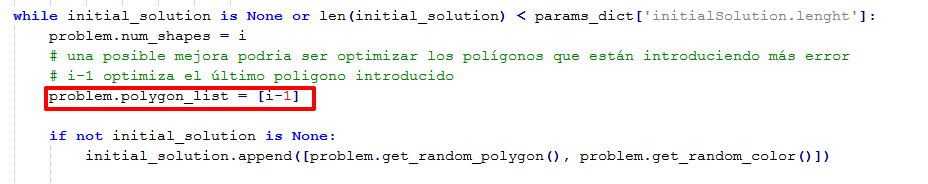 while initial_solution is None or len(initial_solution) < params_dict['initialSolution.lenght']:
problem.num_shapes = i
# una posible mejora podria ser optimizar los polígonos que están introduciendo más error
# i-1 optimiza el último poligono introducido
problem.polygon_list = [i-1]
if not initial_solution is None:
initial_solution.append([problem.get_random_polygon(), problem.get_random_color()])